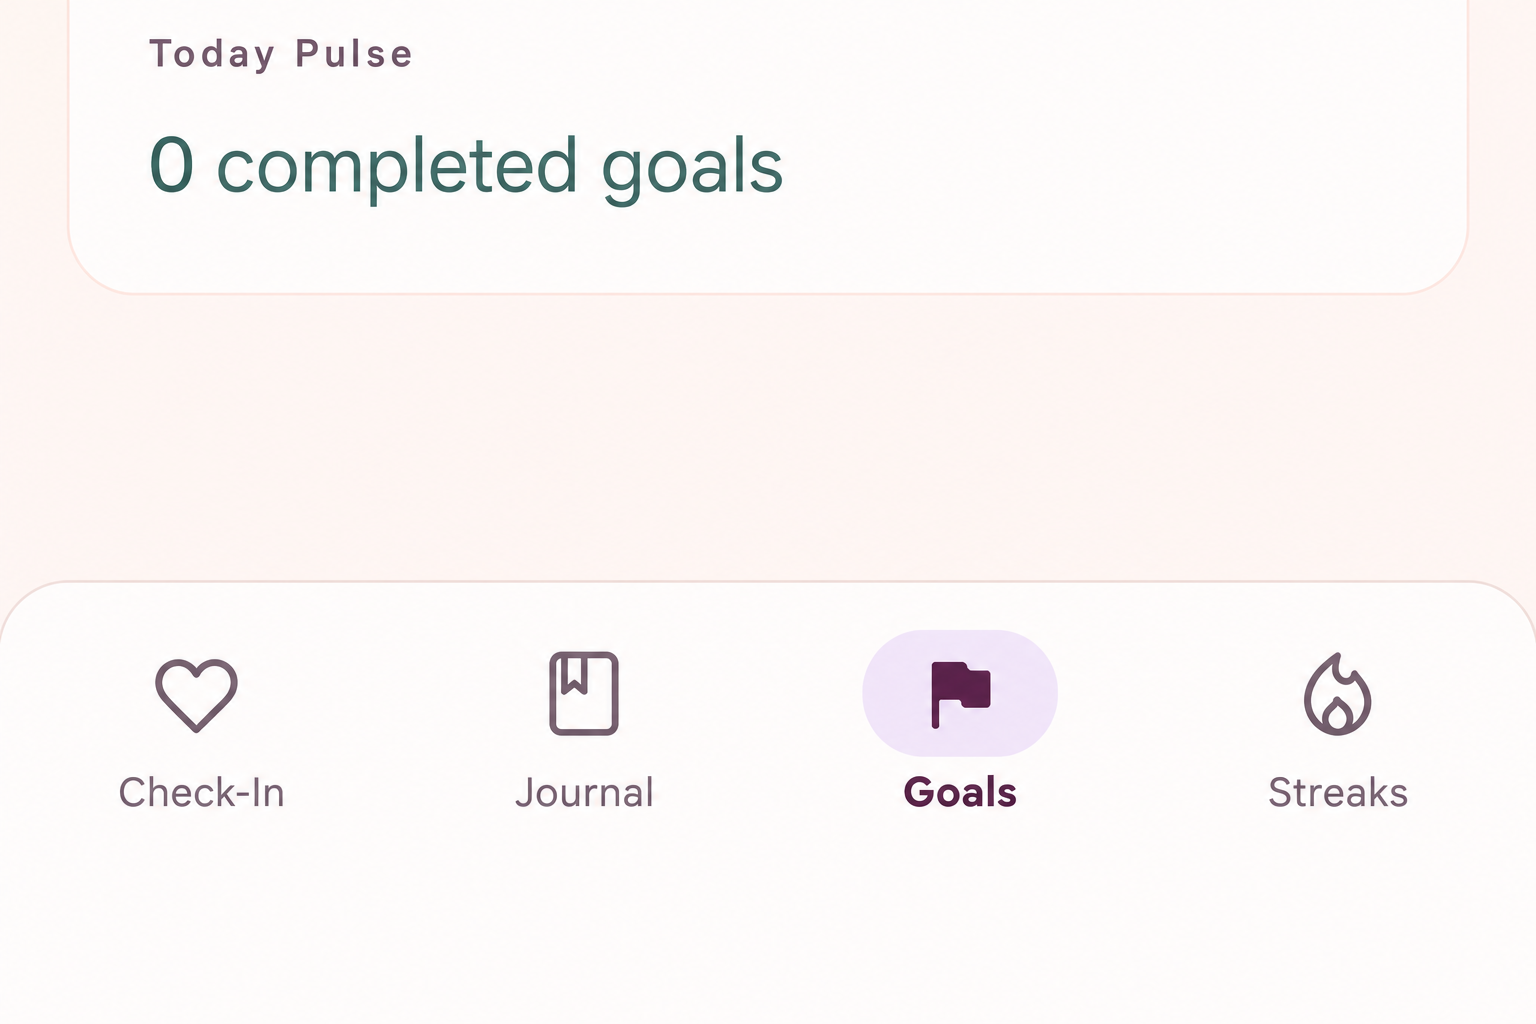 Today Pulse
0 completed goals
Check-In
Journal
Goals
Streaks